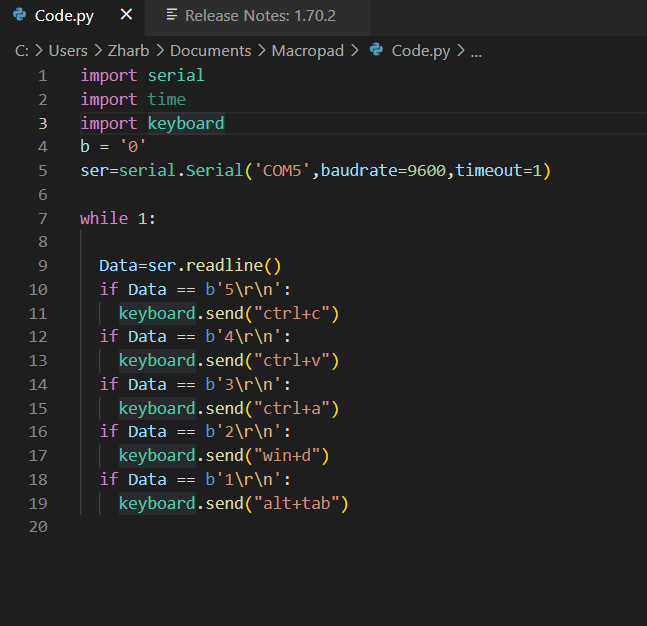 Code.py × Release Notes: 1.70.2
C: > Users > Zharb > Documents > Macropad > Code.py > ...
1 import serial
2 import time
3 import keyboard
4 b = '0'
5 ser=serial.Serial('COM5',baudrate=9600,timeout=1)
6
7 while 1:
8
9   Data=ser.readline()
10   if Data == b'5\r\n':
11     keyboard.send("ctrl+c")
12   if Data == b'4\r\n':
13     keyboard.send("ctrl+v")
14   if Data == b'3\r\n':
15     keyboard.send("ctrl+a")
16   if Data == b'2\r\n':
17     keyboard.send("win+d")
18   if Data == b'1\r\n':
19     keyboard.send("alt+tab")
20